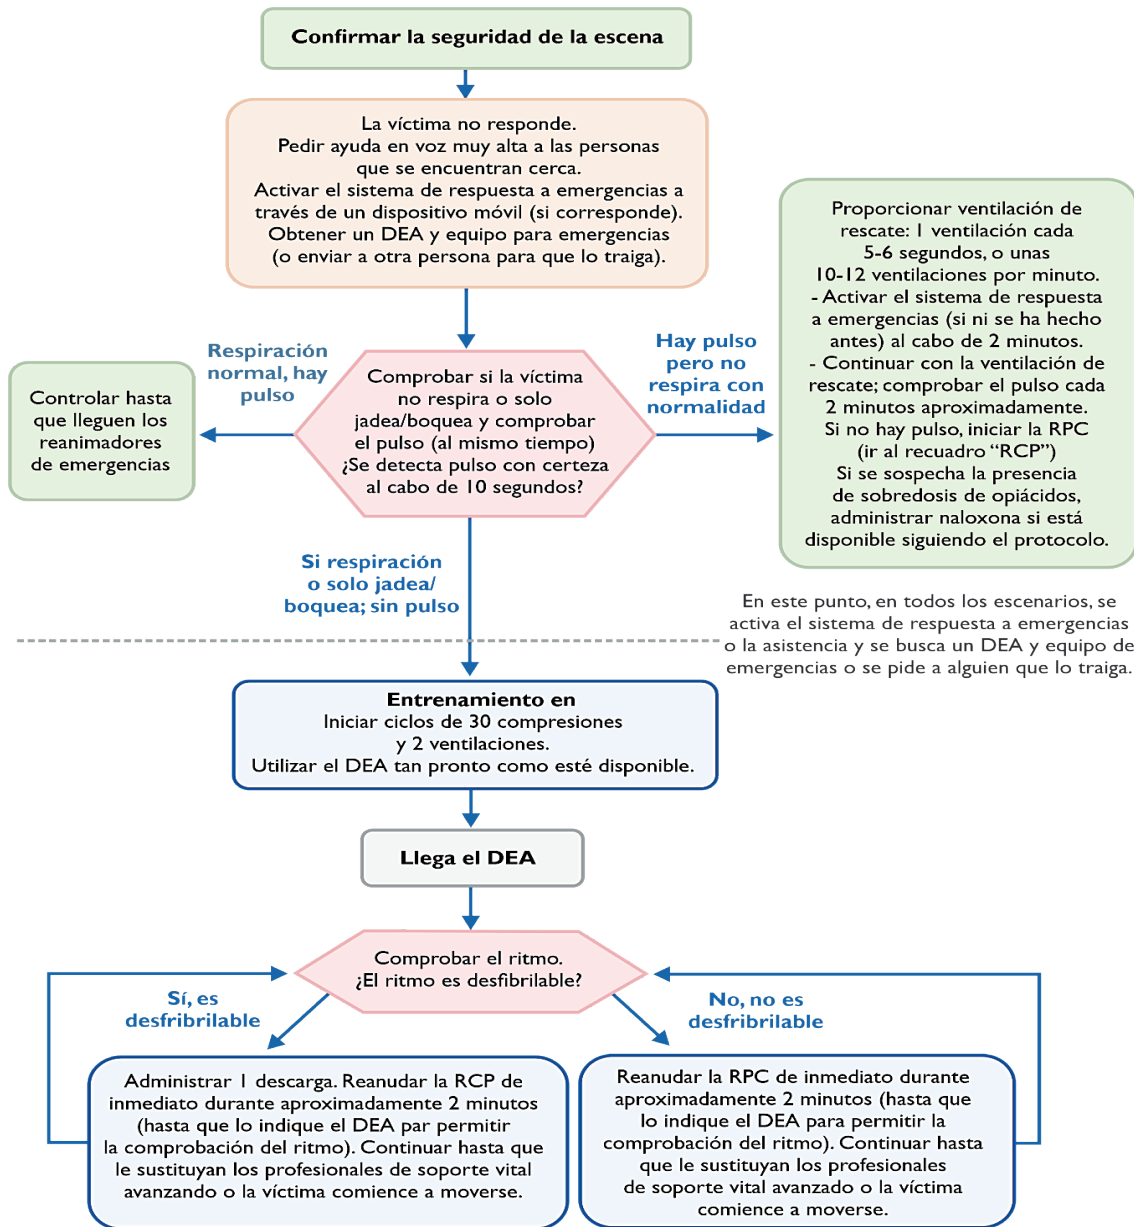 Confirmar la seguridad de la escena
La víctima no responde.
Pedir ayuda en voz muy alta a las personas
que se encuentran cerca.
Activar el sistema de respuesta a emergencias a
través de un dispositivo móvil (si corresponde).
Obtener un DEA y equipo para emergencias
(o enviar a otra persona para que lo traiga).
Respiración
normal, hay
pulso
Controlar hasta
que lleguen los
reanimadores
de emergencias
Comprobar si la víctima
no respira o solo
jadea/boquea y comprobar
el pulso (al mismo tiempo)
¿Se detecta pulso con certeza
al cabo de 10 segundos?
Hay pulso
pero no
respira con
normalidad
Proporcionar ventilación de
rescate: 1 ventilación cada
5-6 segundos, o unas
10-12 ventilaciones por minuto.
- Activar el sistema de respuesta
a emergencias (si ni se ha hecho
antes) al cabo de 2 minutos.
- Continuar con la ventilación de
rescate; comprobar el pulso cada
2 minutos aproximadamente.
Si no hay pulso, iniciar la RPC
(ir al recuadro “RCP”)
Si se sospecha la presencia
de sobredosis de opiácidos,
administrar naloxona si está
disponible siguiendo el protocolo.
Si respiración
o solo jadea/
boquea; sin pulso
En este punto, en todos los escenarios, se
activa el sistema de respuesta a emergencias
o la asistencia y se busca un DEA y equipo de
emergencias o se pide a alguien que lo traiga.
Entrenamiento en
Iniciar ciclos de 30 compresiones
y 2 ventilaciones.
Utilizar el DEA tan pronto como esté disponible.
Llega el DEA
Comprobar el ritmo.
¿El ritmo es desfibrilable?
Sí, es
desfribrilable
No, no es
desfribrilable
Administrar 1 descarga. Reanudar la RCP de
inmediato durante aproximadamente 2 minutos
(hasta que lo indique el DEA par permitir
la comprobación del ritmo). Continuar hasta que
le sustituyan los profesionales de soporte vital
avanzando o la víctima comience a moverse.
Reanudar la RPC de inmediato durante
aproximadamente 2 minutos (hasta que
lo indique el DEA para permitir la
comprobación del ritmo). Continuar hasta
que le sustituyan los profesionales
de soporte vital avanzado o la víctima
comience a moverse.